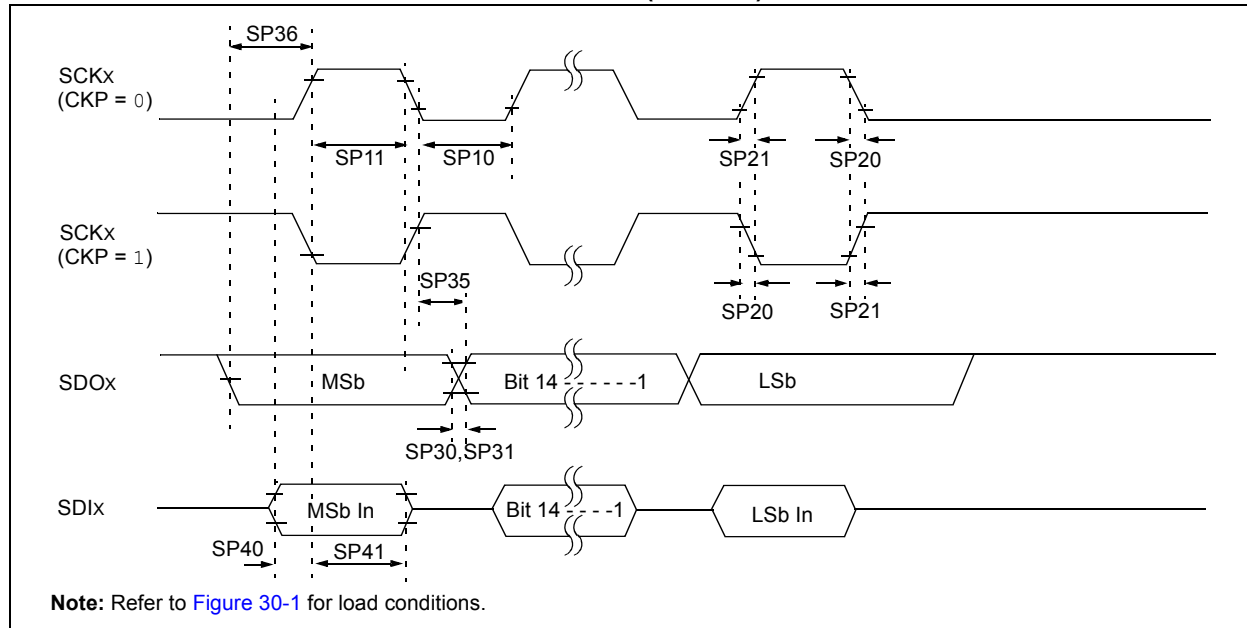 SP36
SCKx
(CKP = 0)
SP11
SP10
SP21
SP20
SCKx
(CKP = 1)
SP35
SP20
SP21
SDOx
MSb
Bit 14 - - - - - -1
LSb
SP30,SP31
SDIx
MSb In
Bit 14 - - - -1
LSb In
SP40
SP41
Note: Refer to Figure 30-1 for load conditions.